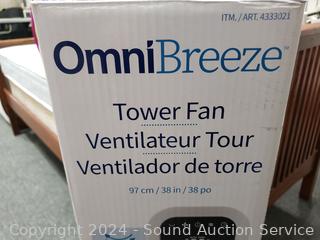 ITM. / ART. 4333021
OmniBreeze™
Tower Fan
Ventilateur Tour
Ventilador de torre
97 cm / 38 in / 38 po
Copyright 2024 - Sound Auction Service